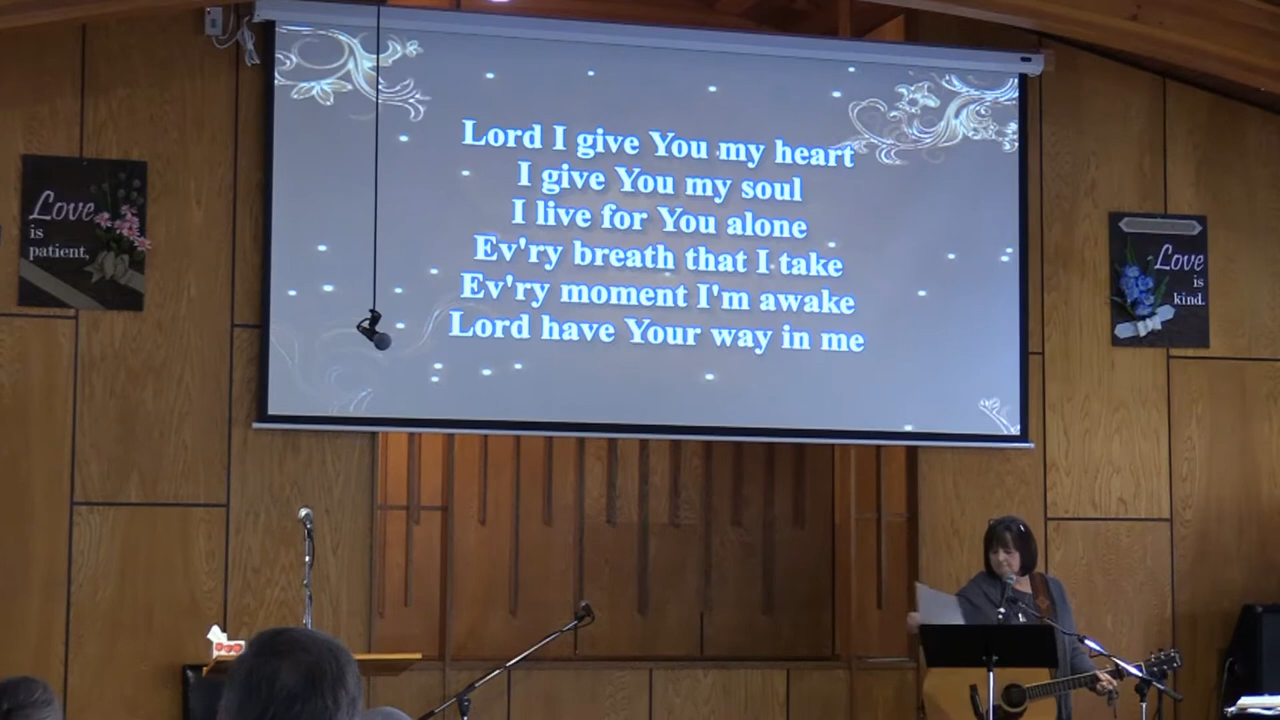 Lord I give You my heart
I give You my soul
I live for You alone
Ev'ry breath that I take
Ev'ry moment I'm awake
Lord have Your way in me
Love
is
patient,
Love
is
kind.